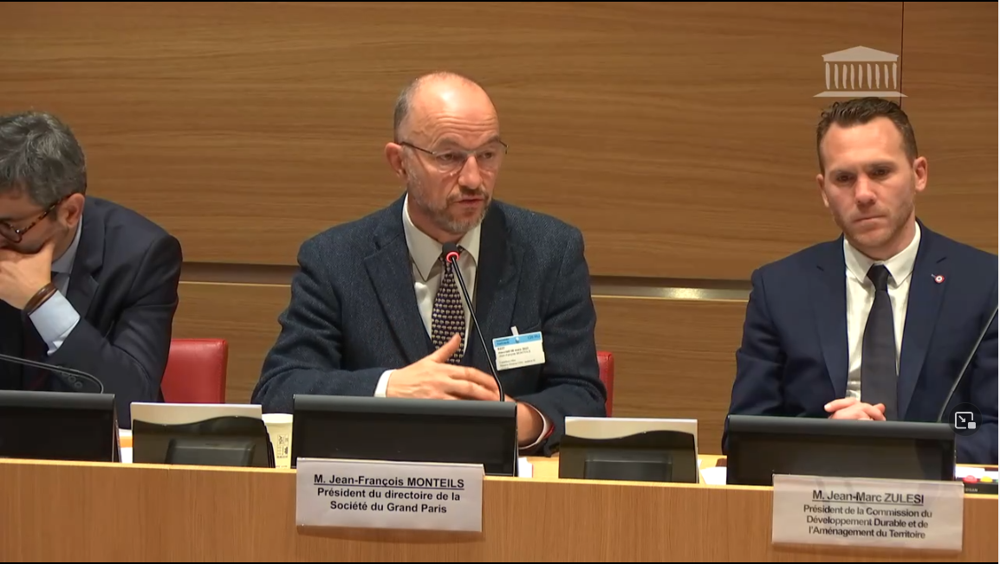 M. Jean-François MONTEILS
Président du directoire de la
Société du Grand Paris
M. Jean-Marc ZULESI
Président de la Commission du
Développement Durable et de
l'Aménagement du Territoire